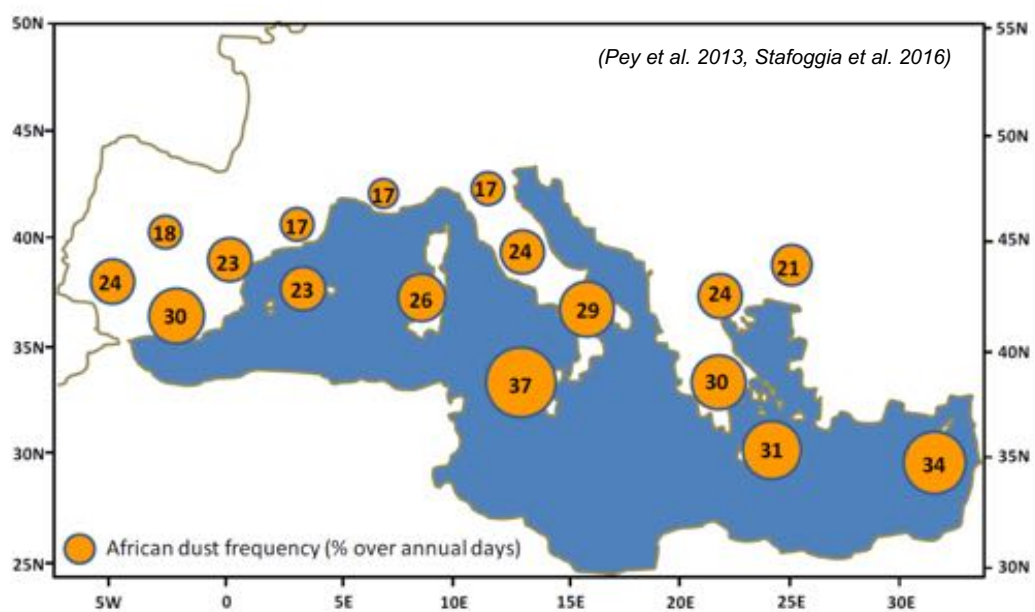 50N
55N
(Pey et al. 2013, Stafoggia et al. 2016)
45N
50N
17
17
17
18
40N
45N
24
23
21
24
23
26
24
30
29
35N
40N
37
30
31
34
30N
35N
African dust frequency (% over annual days)
25N
30N
5W
0
5E
10E
15E
20E
25E
30E